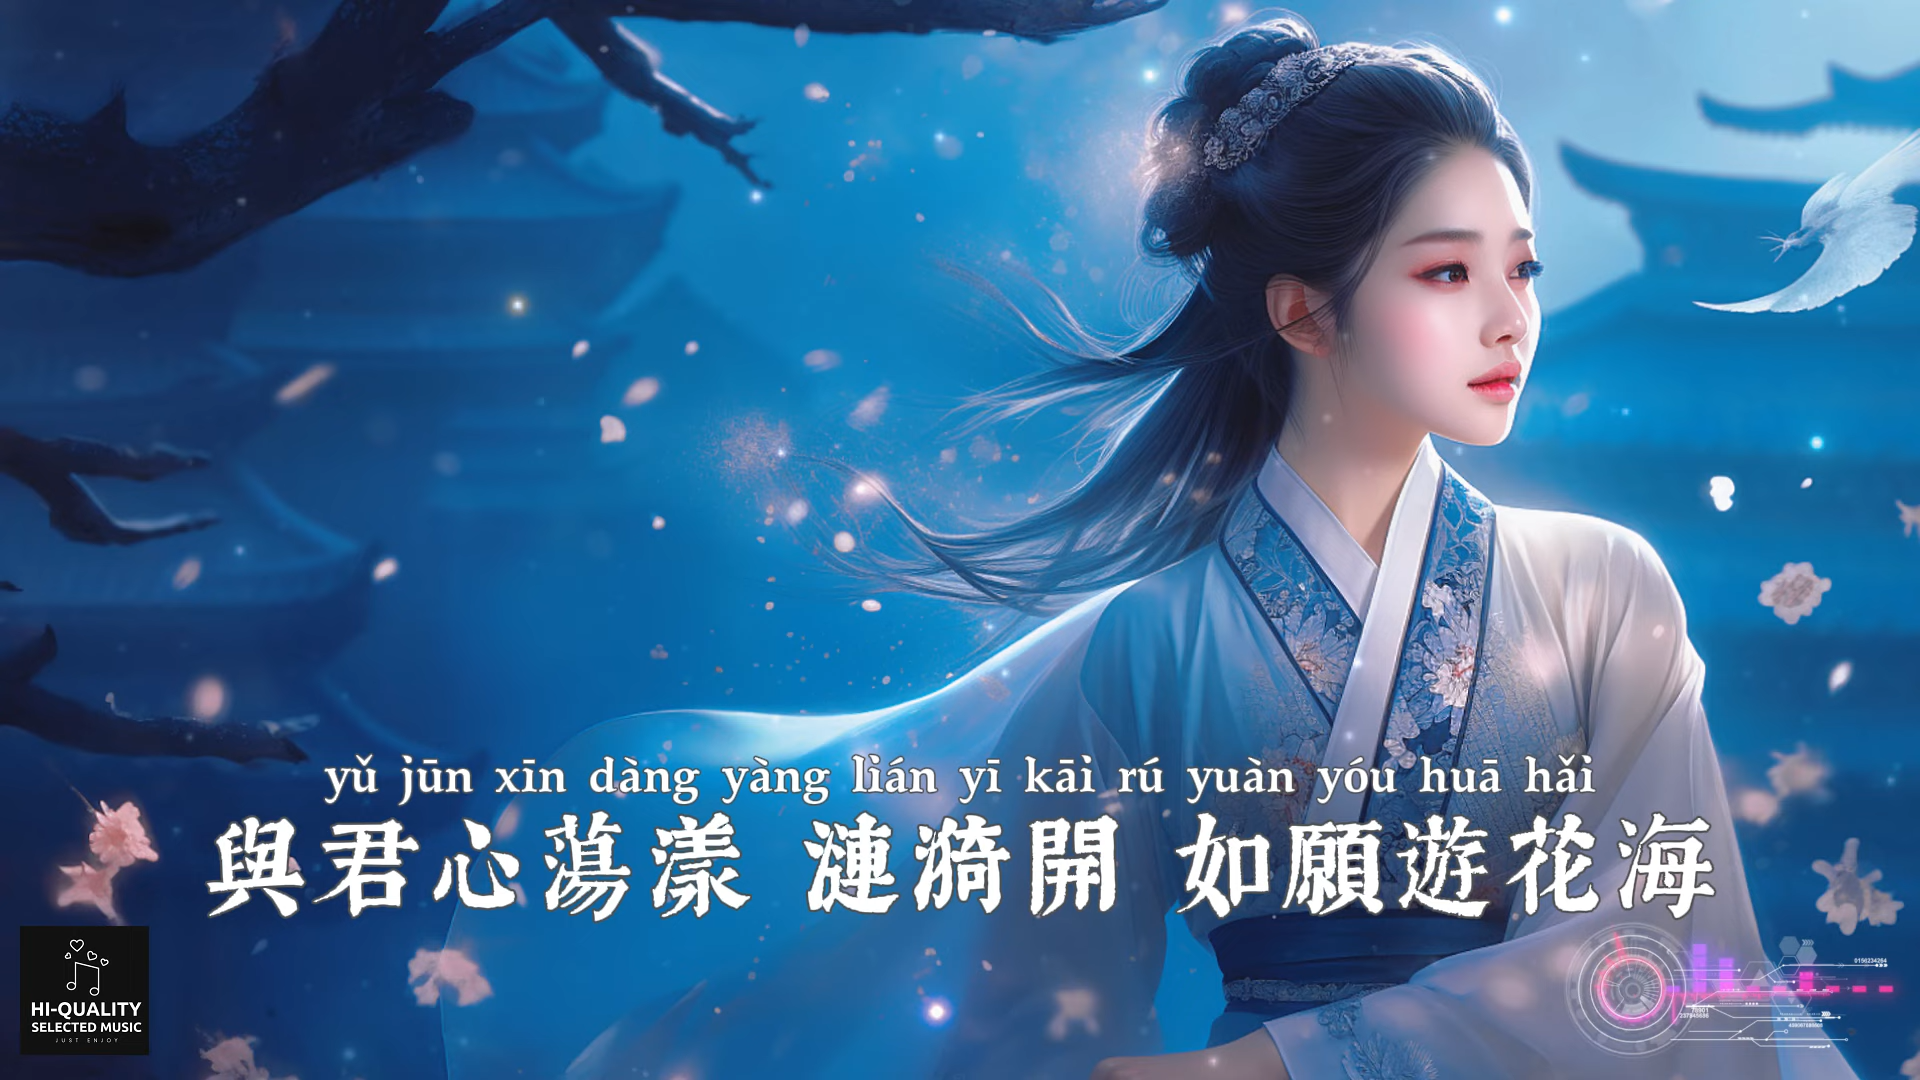 yǔ jūn xīn dàng yàng lián yī kāi rú yuàn yóu huā hǎi
與君心蕩漾 漣漪開 如願遊花海
HI-QUALITY
SELECTED MUSIC
JUST ENJOY
0156234264